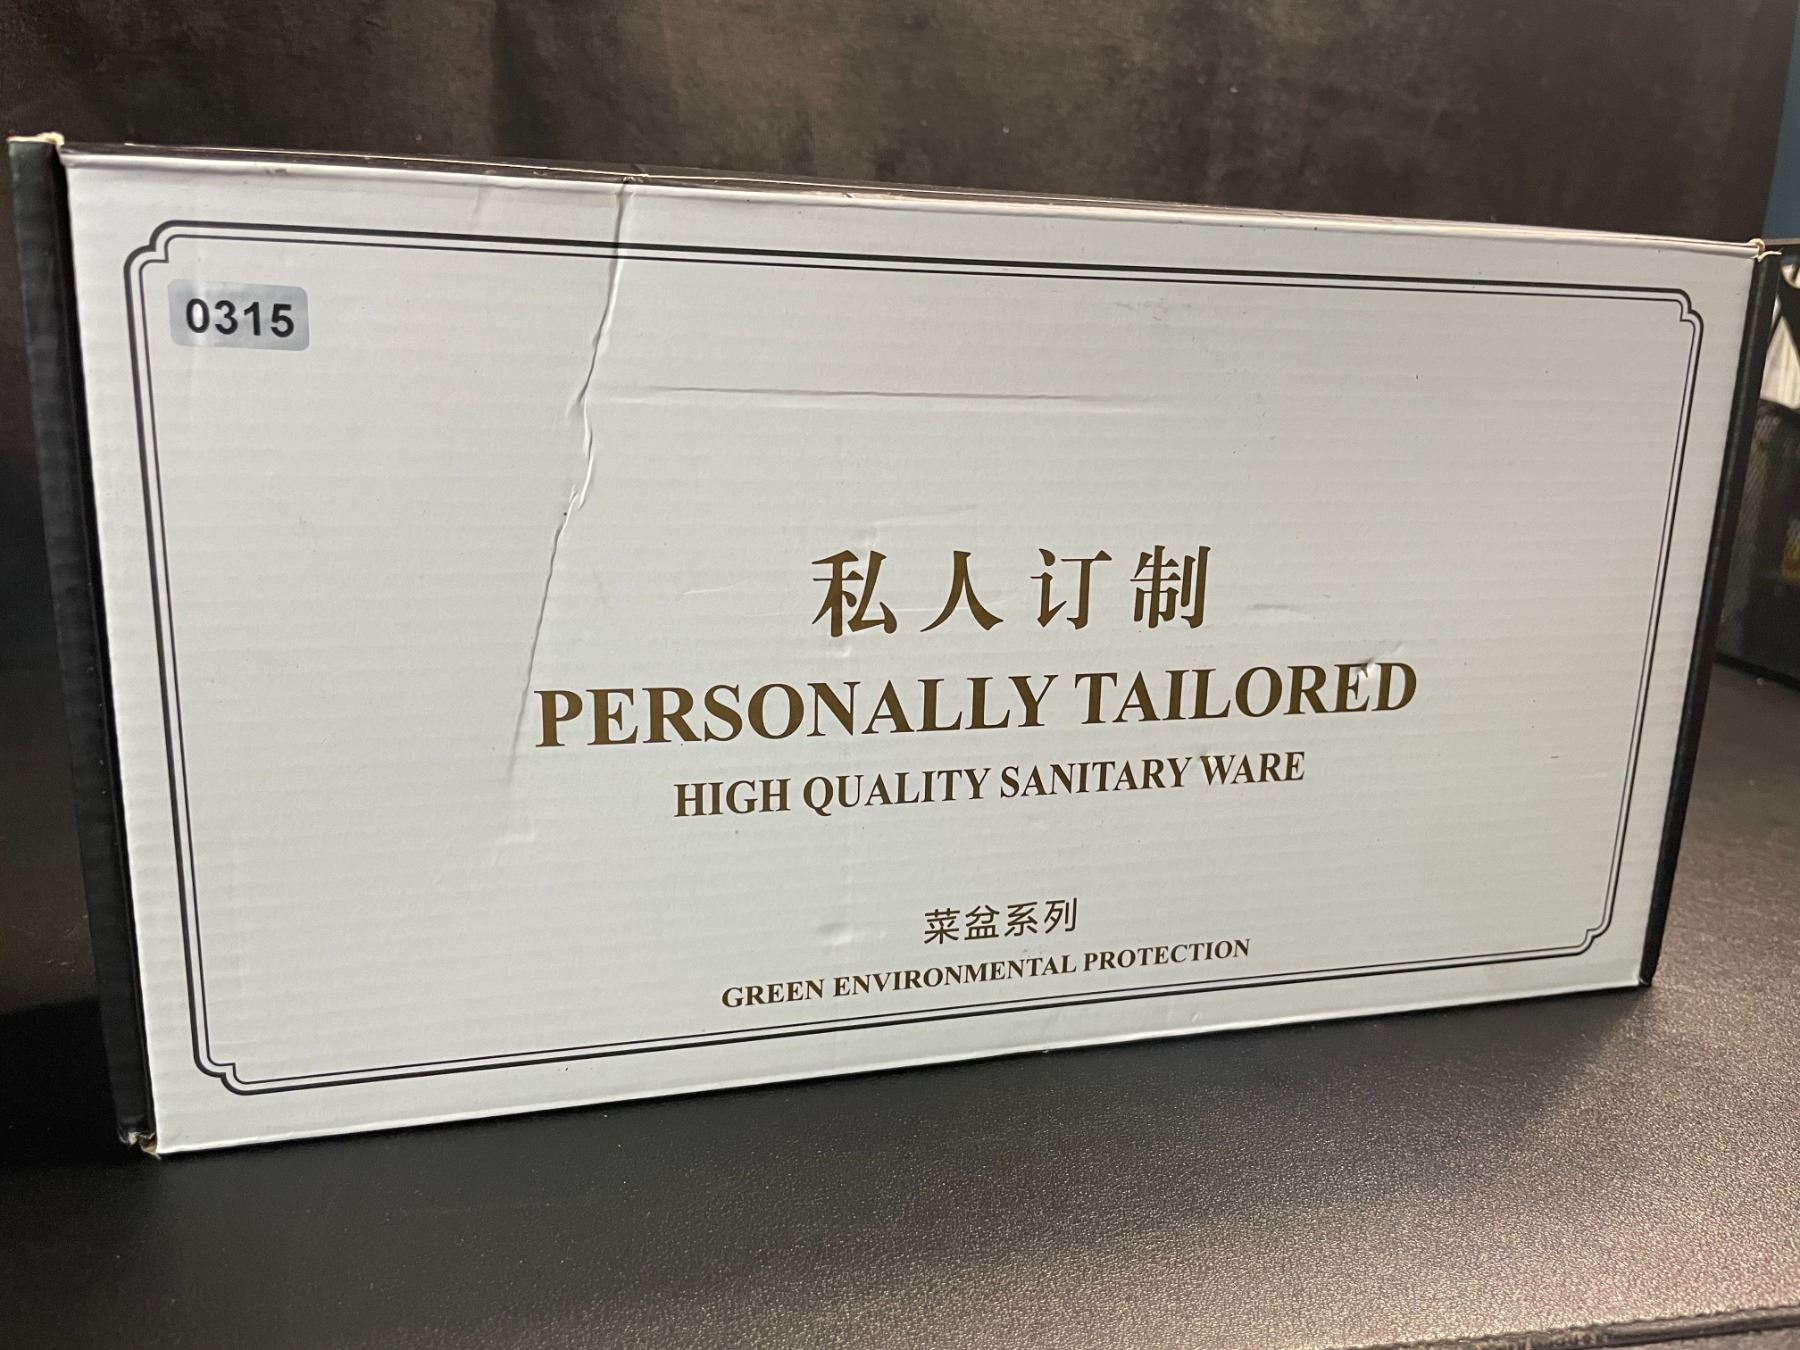 0315
私人订制
PERSONALLY TAILORED
HIGH QUALITY SANITARY WARE
菜盆系列
GREEN ENVIRONMENTAL PROTECTION